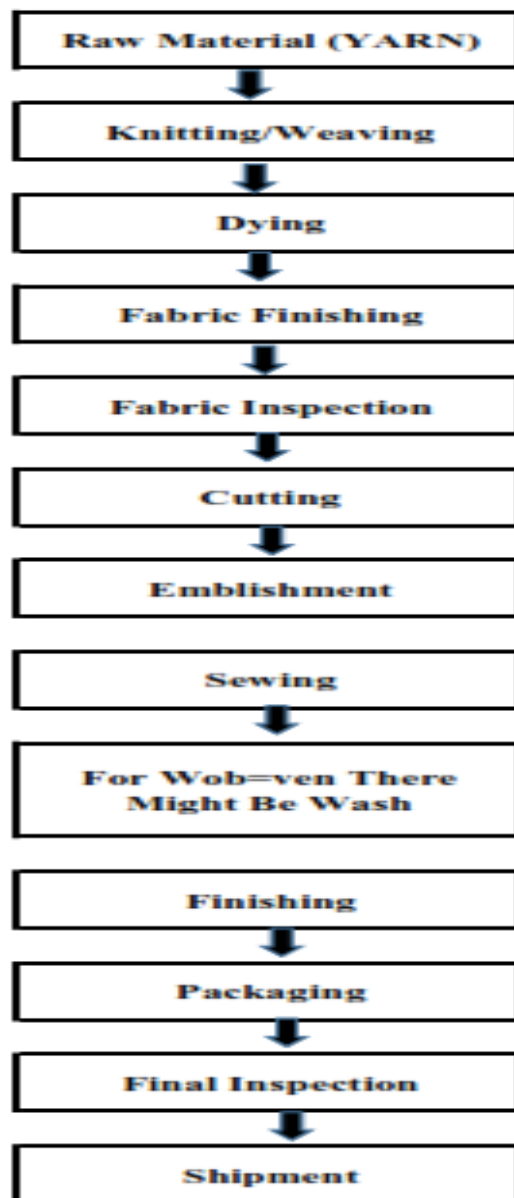 Raw Material (YARN)
Knitting/Weaving
Dying
Fabric Finishing
Fabric Inspection
Cutting
Emblishment
Sewing
For Wob=ven There
Might Be Wash
Finishing
Packaging
Final Inspection
Shipment